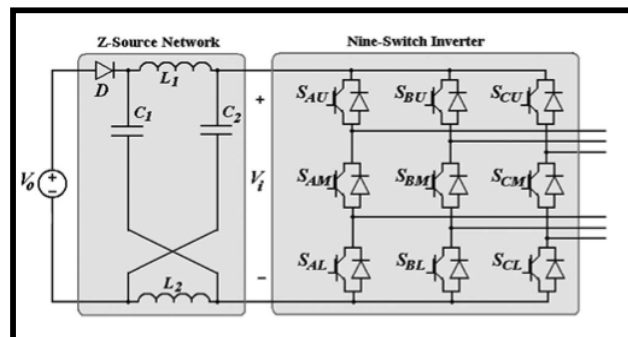 Z-Source Network
Nine-Switch Inverter
D
L1
C1
C2
Vo
+
Vi
−
L2
SAU
SBU
SCU
SAM
SBM
SCM
SAL
SBL
SCL